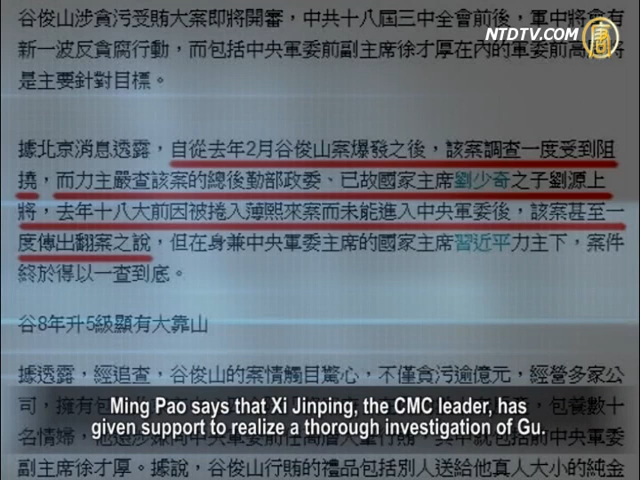 谷俊山涉貪污受賄大案即將開審，中共十八屆三中全會前後，軍中將會有
新一波反貪腐行動，而包括中央軍委前副主席徐才厚在內的軍委前高
將
是主要針對目標。
NTDTV.COM
據北京消息透露，自從去年2月谷俊山案爆發之後，該案調查一度受到阻
撓，而力主嚴查該案的總後勤部政委、已故國家主席劉少奇之子劉源上
將，去年十八大前因被捲入薄熙來案而未能進入中央軍委後，該案甚至一
度傳出翻案之說，但在身兼中央軍委主席的國家主席習近平力主下，案件
終於得以一查到底。
谷8年升5級顯有大靠山
據透露，經追查，谷俊山的案情觸目驚心，不僅貪污逾億元，經營多家公
司，擁有
包養數十
名情婦，
副主席徐才厚。據說，谷俊山行賄的禮品包括別人送給他真人大小的純金
Ming Pao says that Xi Jinping, the CMC leader, has
given support to realize a thorough investigation of Gu.